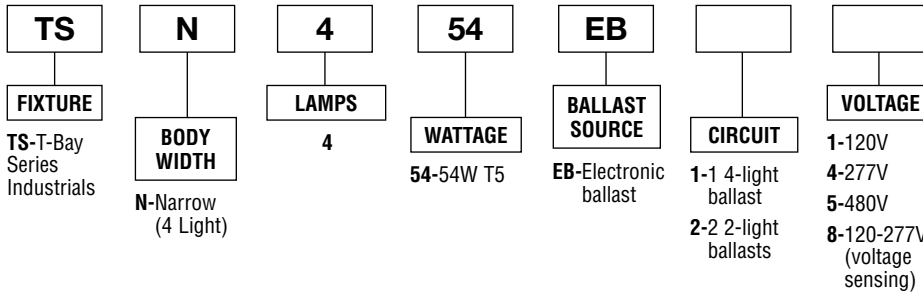 TS N 4 54 EB
FIXTURE
TS-T-Bay
Series
Industrials
BODY
WIDTH
N-Narrow
(4 Light)
LAMPS
4
WATTAGE
54-54W T5
BALLAST
SOURCE
EB-Electronic
ballast
CIRCUIT
1-1 4-light
ballast
2-2 2-light
ballasts
VOLTAGE
1-120V
4-277V
5-480V
8-120-277V
(voltage
sensing)